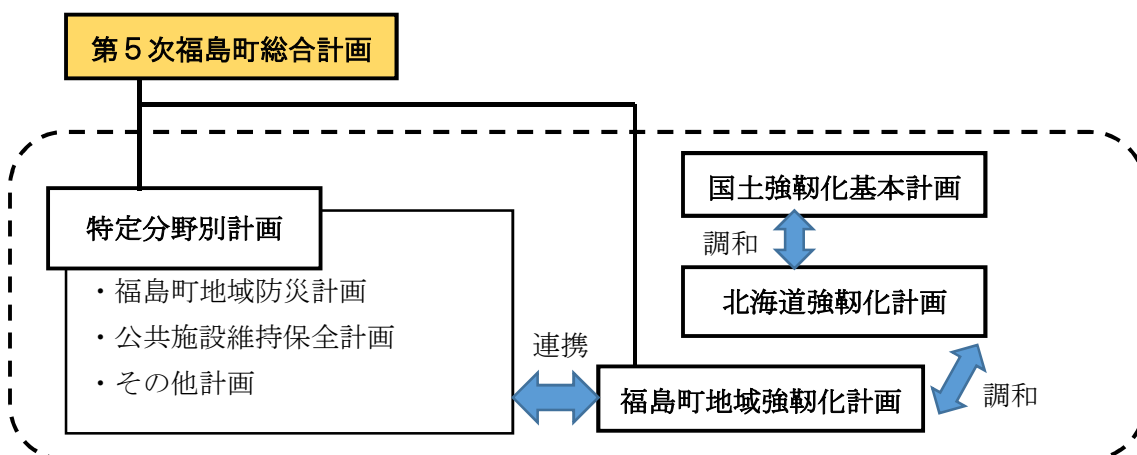 第５次福島町総合計画
特定分野別計画
・福島町地域防災計画
・公共施設維持保全計画
・その他計画
連携
国土強靱化基本計画
調和
北海道強靱化計画
調和
福島町地域強靱化計画